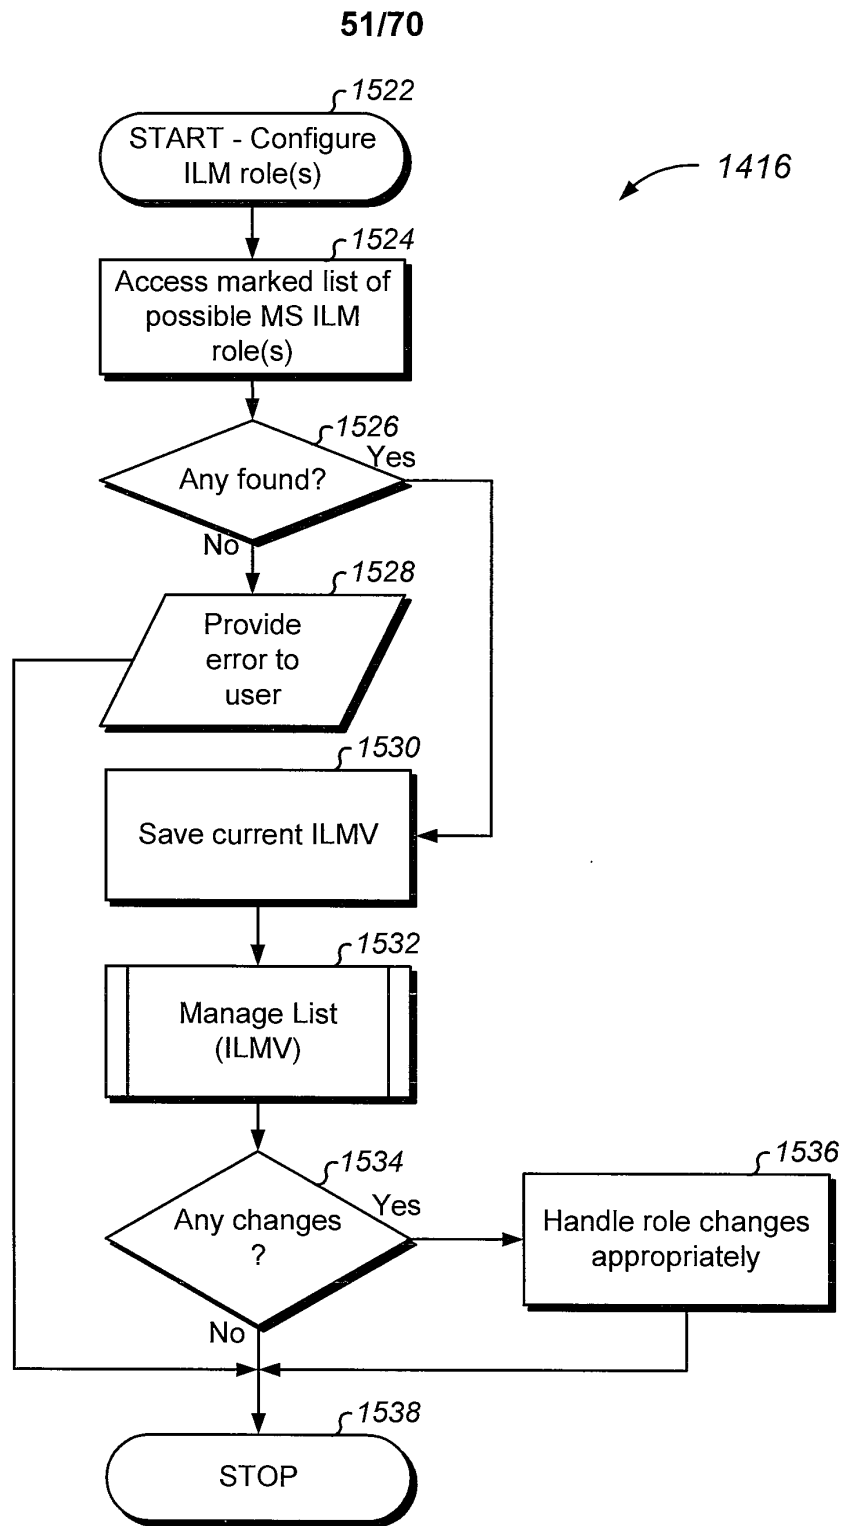 51/70
1522
START - Configure
ILM role(s)
1416
1524
Access marked list of
possible MS ILM
role(s)
1526
Yes
Any found?
No
1528
Provide
error to
user
1530
Save current ILMV
1532
Manage List
(ILMV)
1534
Yes
Any changes
?
No
1536
Handle role changes
appropriately
1538
STOP